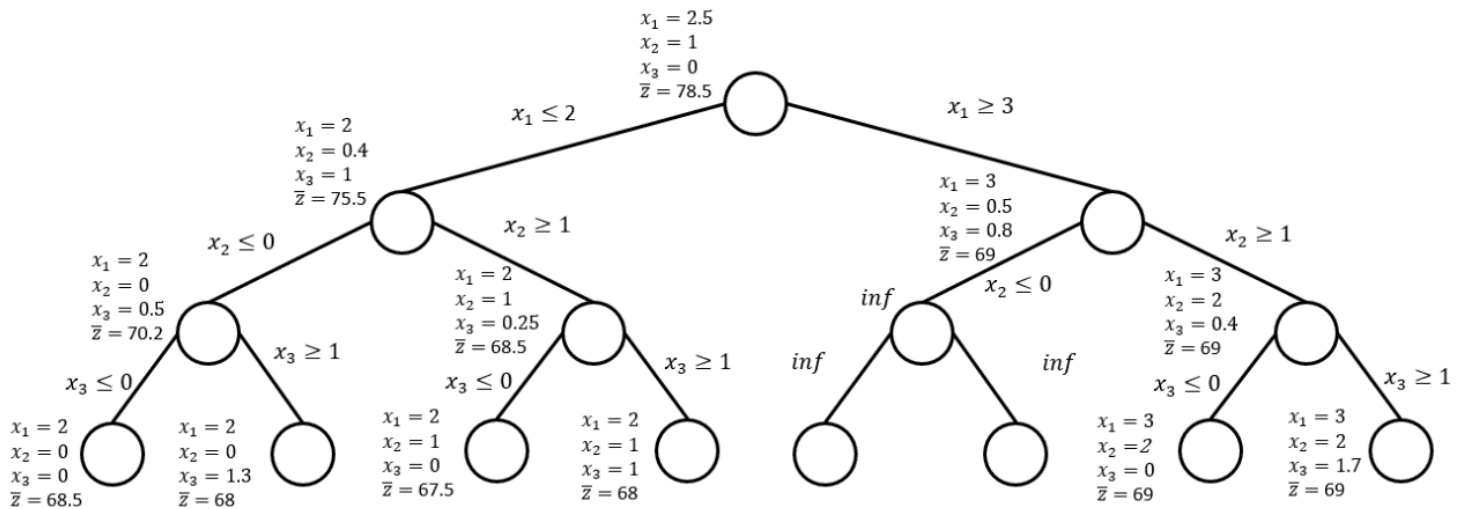 x₁ = 2.5
x₂ = 1
x₃ = 0
z̅ = 78.5
x₁ ≤ 2
x₁ ≥ 3
x₁ = 2
x₂ = 0.4
x₃ = 1
z̅ = 75.5
x₁ = 3
x₂ = 0.5
x₃ = 0.8
z̅ = 69
x₂ ≤ 0
x₂ ≥ 1
x₂ ≤ 0
x₂ ≥ 1
x₁ = 2
x₂ = 0
x₃ = 0.5
z̅ = 70.2
x₁ = 2
x₂ = 1
x₃ = 0.25
z̅ = 68.5
inf
x₁ = 3
x₂ = 2
x₃ = 0.4
z̅ = 69
x₃ ≤ 0
x₃ ≥ 1
x₃ ≤ 0
x₃ ≥ 1
inf
inf
x₃ ≤ 0
x₃ ≥ 1
x₁ = 2
x₂ = 0
x₃ = 0
z̅ = 68.5
x₁ = 2
x₂ = 0
x₃ = 1.3
z̅ = 68
x₁ = 2
x₂ = 1
x₃ = 0
z̅ = 67.5
x₁ = 2
x₂ = 1
x₃ = 1
z̅ = 68
x₁ = 3
x₂ =2
x₃ = 0
z̅ = 69
x₁ = 3
x₂ = 2
x₃ = 1.7
z̅ = 69